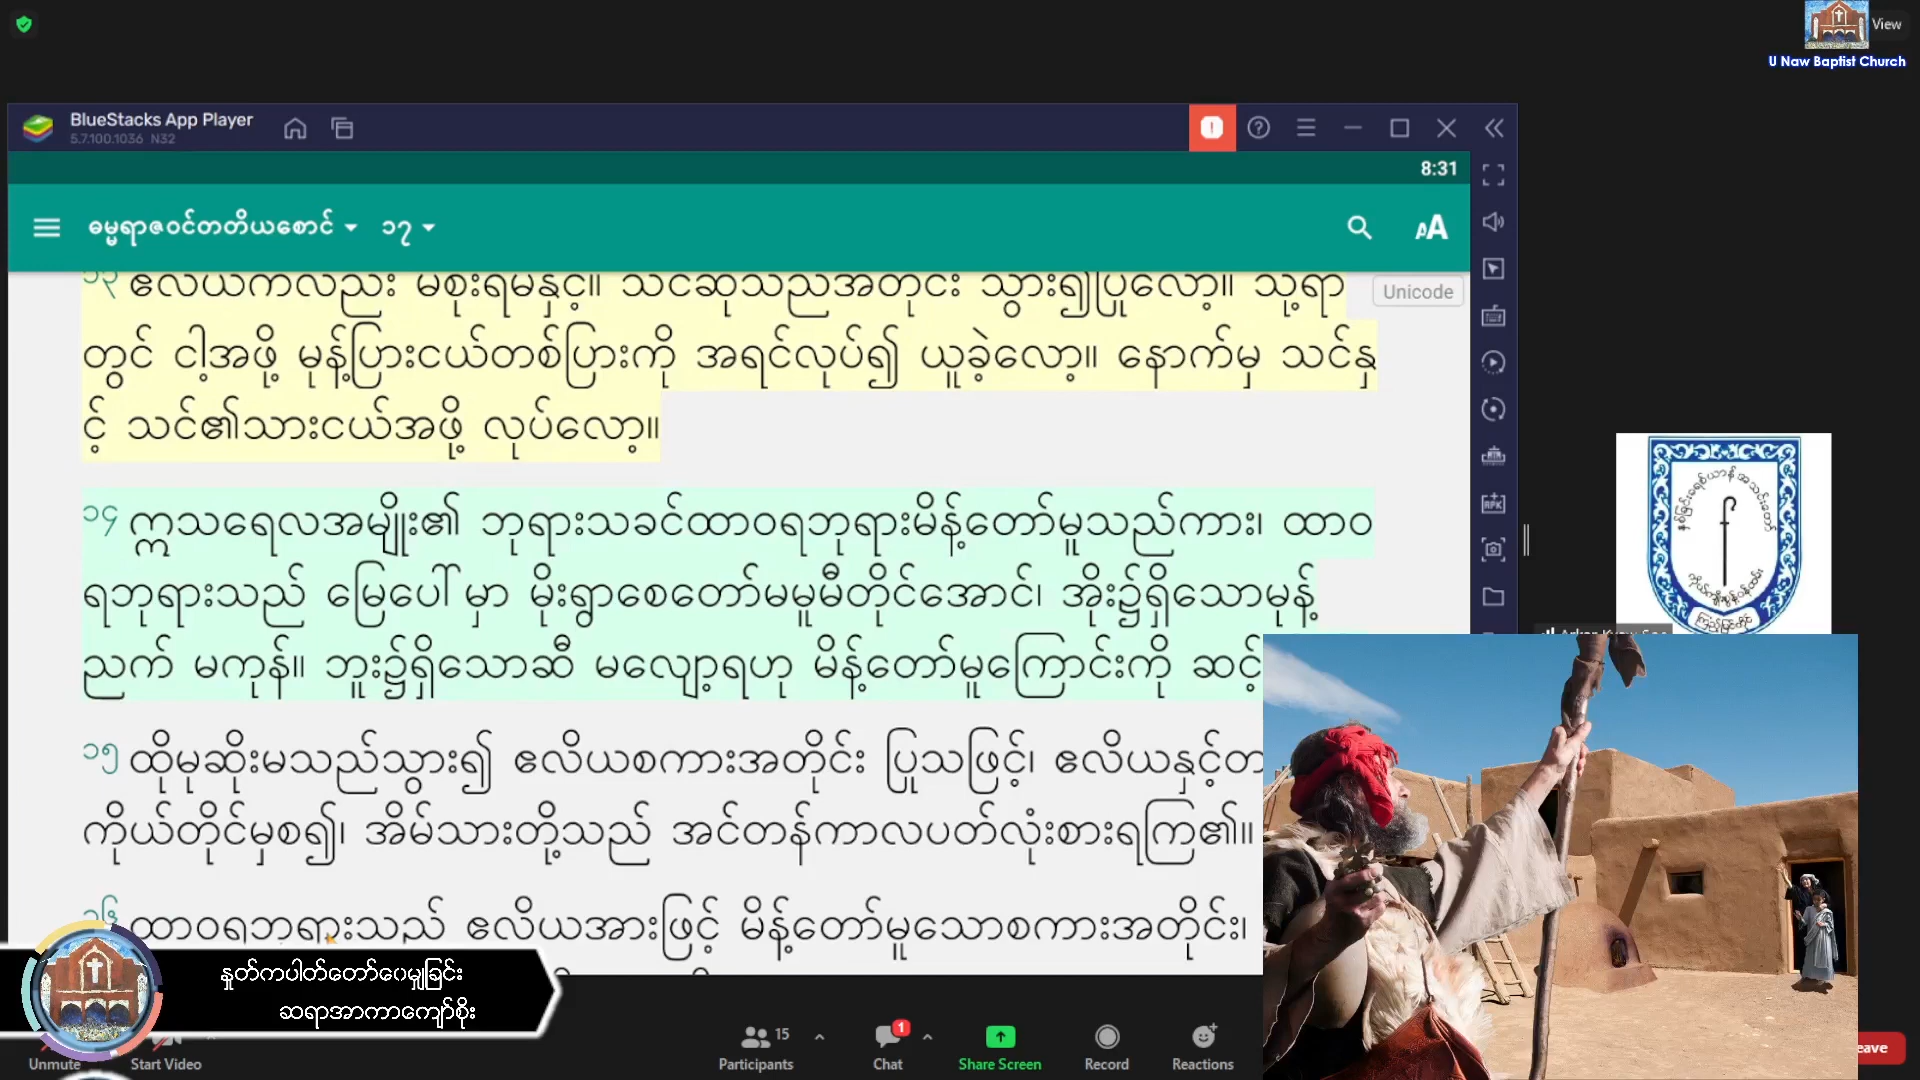 View
U Naw Baptist Church
BlueStacks App Player
5.7.100.1036 N32
8:31
ဓမ္မရာဇဝင်တတိယစောင် ၁၇
၁၃ ဧလိယကလည်း မစိုးရိမ်နှင့်။ သင်ဆိုသည်အတိုင်း သွား၍ပြုလော့။ သို့ရာ
Unicode
တွင် ငါ့အဖို့ မုန့်ပြားငယ်တစ်ပြားကို အရင်လုပ်၍ ယူခဲ့လော့။ နောက်မှ သင်နှ
င့် သင်၏သားငယ်အဖို့ လုပ်လော့။
၁၄ ဣသရေလအမျိုး၏ ဘုရားသခင်ထာဝရဘုရားမိန့်တော်မူသည်ကား၊ ထာဝ
ရဘုရားသည် မြေပေါ်မှာ မိုးရွာစေတော်မမူမီတိုင်အောင်၊ အိုး၌ရှိသောမုန့်
ညက် မကုန်။ ဘူး၌ရှိသောဆီ မလျော့ရဟု မိန့်တော်မူကြောင်းကို ဆင့်
၁၅ ထိုမုဆိုးမသည်သွား၍ ဧလိယစကားအတိုင်း ပြုသဖြင့်၊ ဧလိယနှင့်တ
ကိုယ်တိုင်မှစ၍၊ အိမ်သားတို့သည် အင်တန်ကာလပတ်လုံးစားရကြ၏။
၁၆ ထာဝရဘုရားသည် ဧလိယအားဖြင့် မိန့်တော်မူသောစကားအတိုင်း၊
နှုတ်ကပါတ်တော်ဝေမျှခြင်း
ဆရာအာကာကျော်စိုး
Unmute
Start Video
Participants 15
Chat 1
Share Screen
Record
Reactions
eave